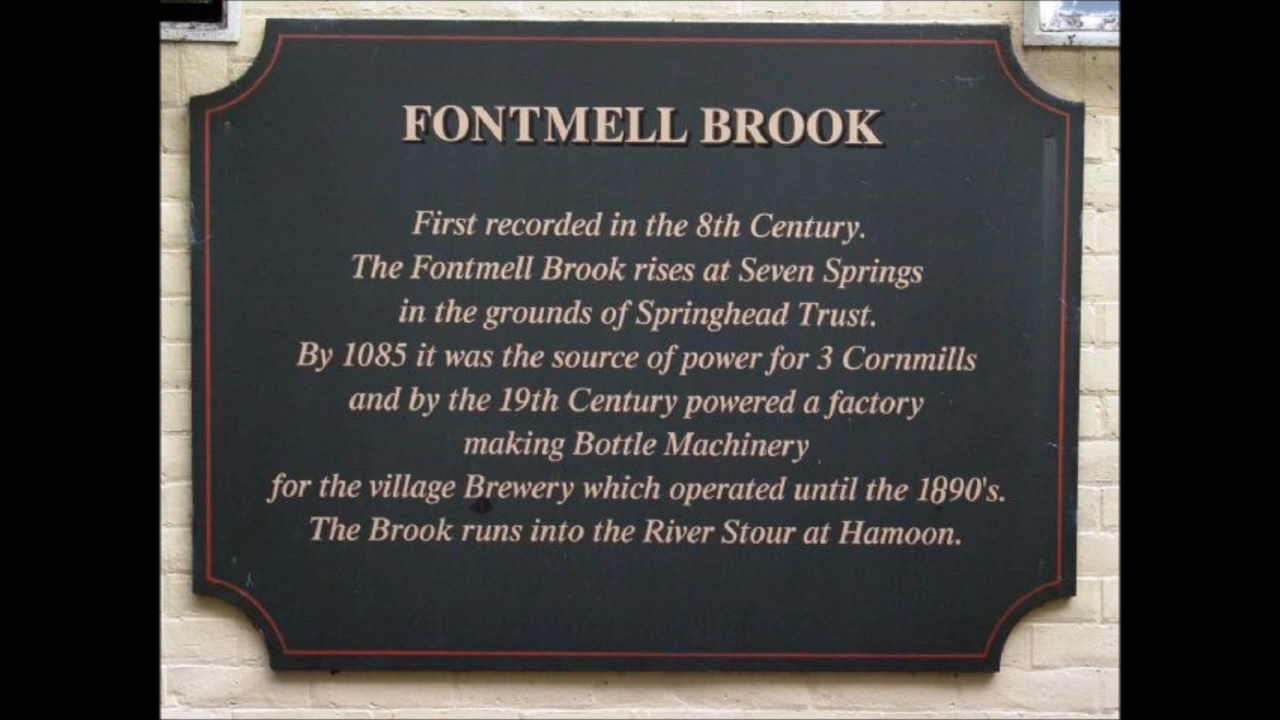 FONTMELL BROOK
First recorded in the 8th Century.
The Fontmell Brook rises at Seven Springs
in the grounds of Springhead Trust.
By 1085 it was the source of power for 3 Cornmills
and by the 19th Century powered a factory
making Bottle Machinery
for the village Brewery which operated until the 1890's.
The Brook runs into the River Stour at Hamoon.